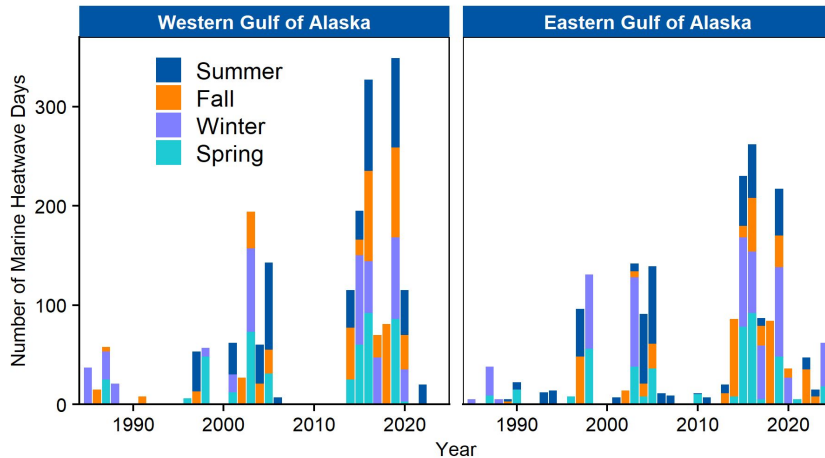 Western Gulf of Alaska
Eastern Gulf of Alaska
Number of Marine Heatwave Days
300
200
100
0
Summer
Fall
Winter
Spring
1990 2000 2010 2020
1990 2000 2010 2020
Year